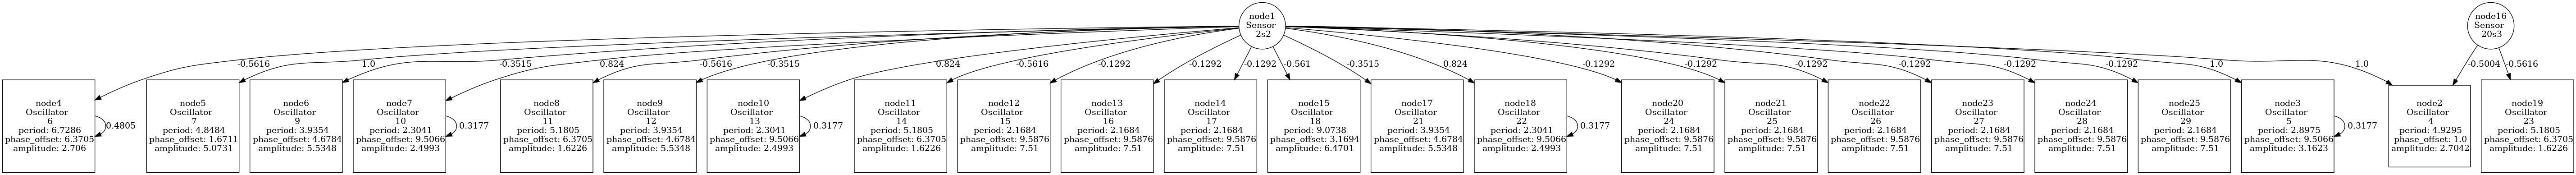 node1
Sensor
2s2
node16
Sensor
20s3
-0.5616
1.0
-0.3515
0.824
-0.5616
-0.3515
0.824
-0.5616
-0.1292
-0.1292
-0.1292
-0.561
-0.3515
0.824
-0.1292
-0.1292
-0.1292
-0.1292
-0.1292
-0.1292
1.0
1.0
-0.5004
-0.5616
node4
Oscillator
6
period: 6.7286
phase_offset: 6.3705
amplitude: 2.706
0.4805
node5
Oscillator
7
period: 4.8484
phase_offset: 1.6711
amplitude: 5.0731
node6
Oscillator
9
period: 3.9354
phase_offset: 4.6784
amplitude: 5.5348
node7
Oscillator
10
period: 2.3041
phase_offset: 9.5066
amplitude: 2.4993
-0.3177
node8
Oscillator
11
period: 5.1805
phase_offset: 6.3705
amplitude: 1.6226
node9
Oscillator
12
period: 3.9354
phase_offset: 4.6784
amplitude: 5.5348
node10
Oscillator
13
period: 2.3041
phase_offset: 9.5066
amplitude: 2.4993
-0.3177
node11
Oscillator
14
period: 5.1805
phase_offset: 6.3705
amplitude: 1.6226
node12
Oscillator
15
period: 2.1684
phase_offset: 9.5876
amplitude: 7.51
node13
Oscillator
16
period: 2.1684
phase_offset: 9.5876
amplitude: 7.51
node14
Oscillator
17
period: 2.1684
phase_offset: 9.5876
amplitude: 7.51
node15
Oscillator
18
period: 9.0738
phase_offset: 3.1694
amplitude: 6.4701
node17
Oscillator
21
period: 3.9354
phase_offset: 4.6784
amplitude: 5.5348
node18
Oscillator
22
period: 2.3041
phase_offset: 9.5066
amplitude: 2.4993
-0.3177
node20
Oscillator
24
period: 2.1684
phase_offset: 9.5876
amplitude: 7.51
node21
Oscillator
25
period: 2.1684
phase_offset: 9.5876
amplitude: 7.51
node22
Oscillator
26
period: 2.1684
phase_offset: 9.5876
amplitude: 7.51
node23
Oscillator
27
period: 2.1684
phase_offset: 9.5876
amplitude: 7.51
node24
Oscillator
28
period: 2.1684
phase_offset: 9.5876
amplitude: 7.51
node25
Oscillator
29
period: 2.1684
phase_offset: 9.5876
amplitude: 7.51
node3
Oscillator
5
period: 2.8975
phase_offset: 9.5066
amplitude: 3.1623
-0.3177
node2
Oscillator
4
period: 4.9295
phase_offset: 1.0
amplitude: 2.7042
node19
Oscillator
23
period: 5.1805
phase_offset: 6.3705
amplitude: 1.6226